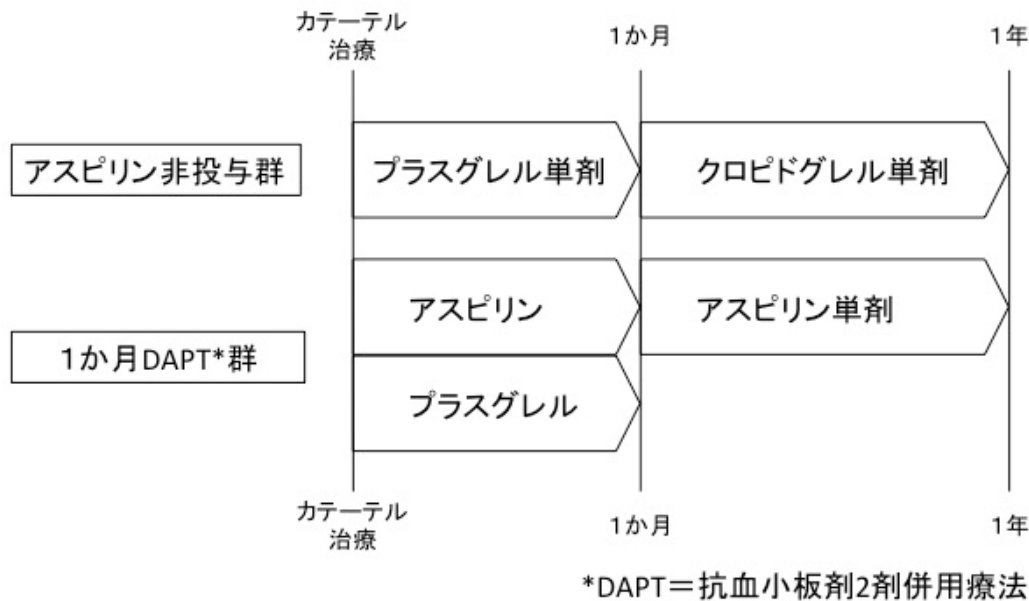 カテーテル
治療
1か月
1年
アスピリン非投与群
プラスグレル単剤
クロピドグレル単剤
アスピリン
アスピリン単剤
1か月DAPT*群
プラスグレル
カテーテル
治療
1か月
1年
*DAPT＝抗血小板剤2剤併用療法